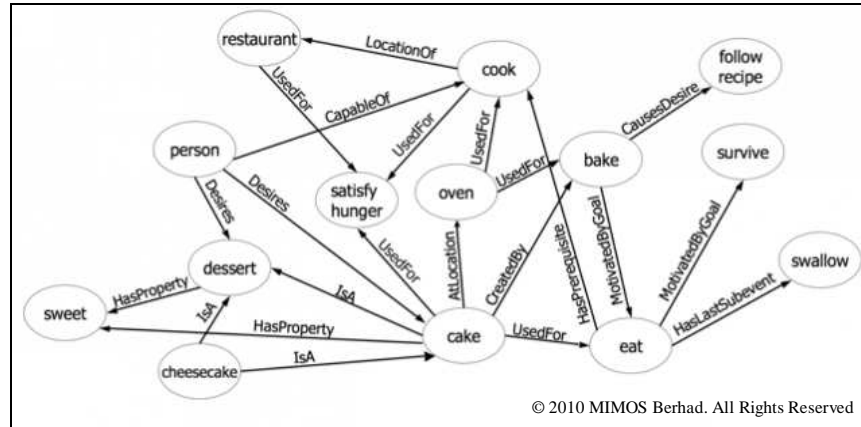 restaurant
LocationOf
cook
follow
recipe
UsedFor
CapableOf
UsedFor
UsedFor
CausesDesire
person
bake
survive
Desires
Desires
satisfy
hunger
oven
UsedFor
dessert
UsedFor
AtLocation
CreatedBy
HasPrerequisite
MotivatedByGoal
MotivatedByGoal
swallow
HasProperty
sweet
IsA
IsA
HasProperty
cake
UsedFor
eat
HasLastSubevent
cheesecake
IsA
© 2010 MIMOS Berhad. All Rights Reserved